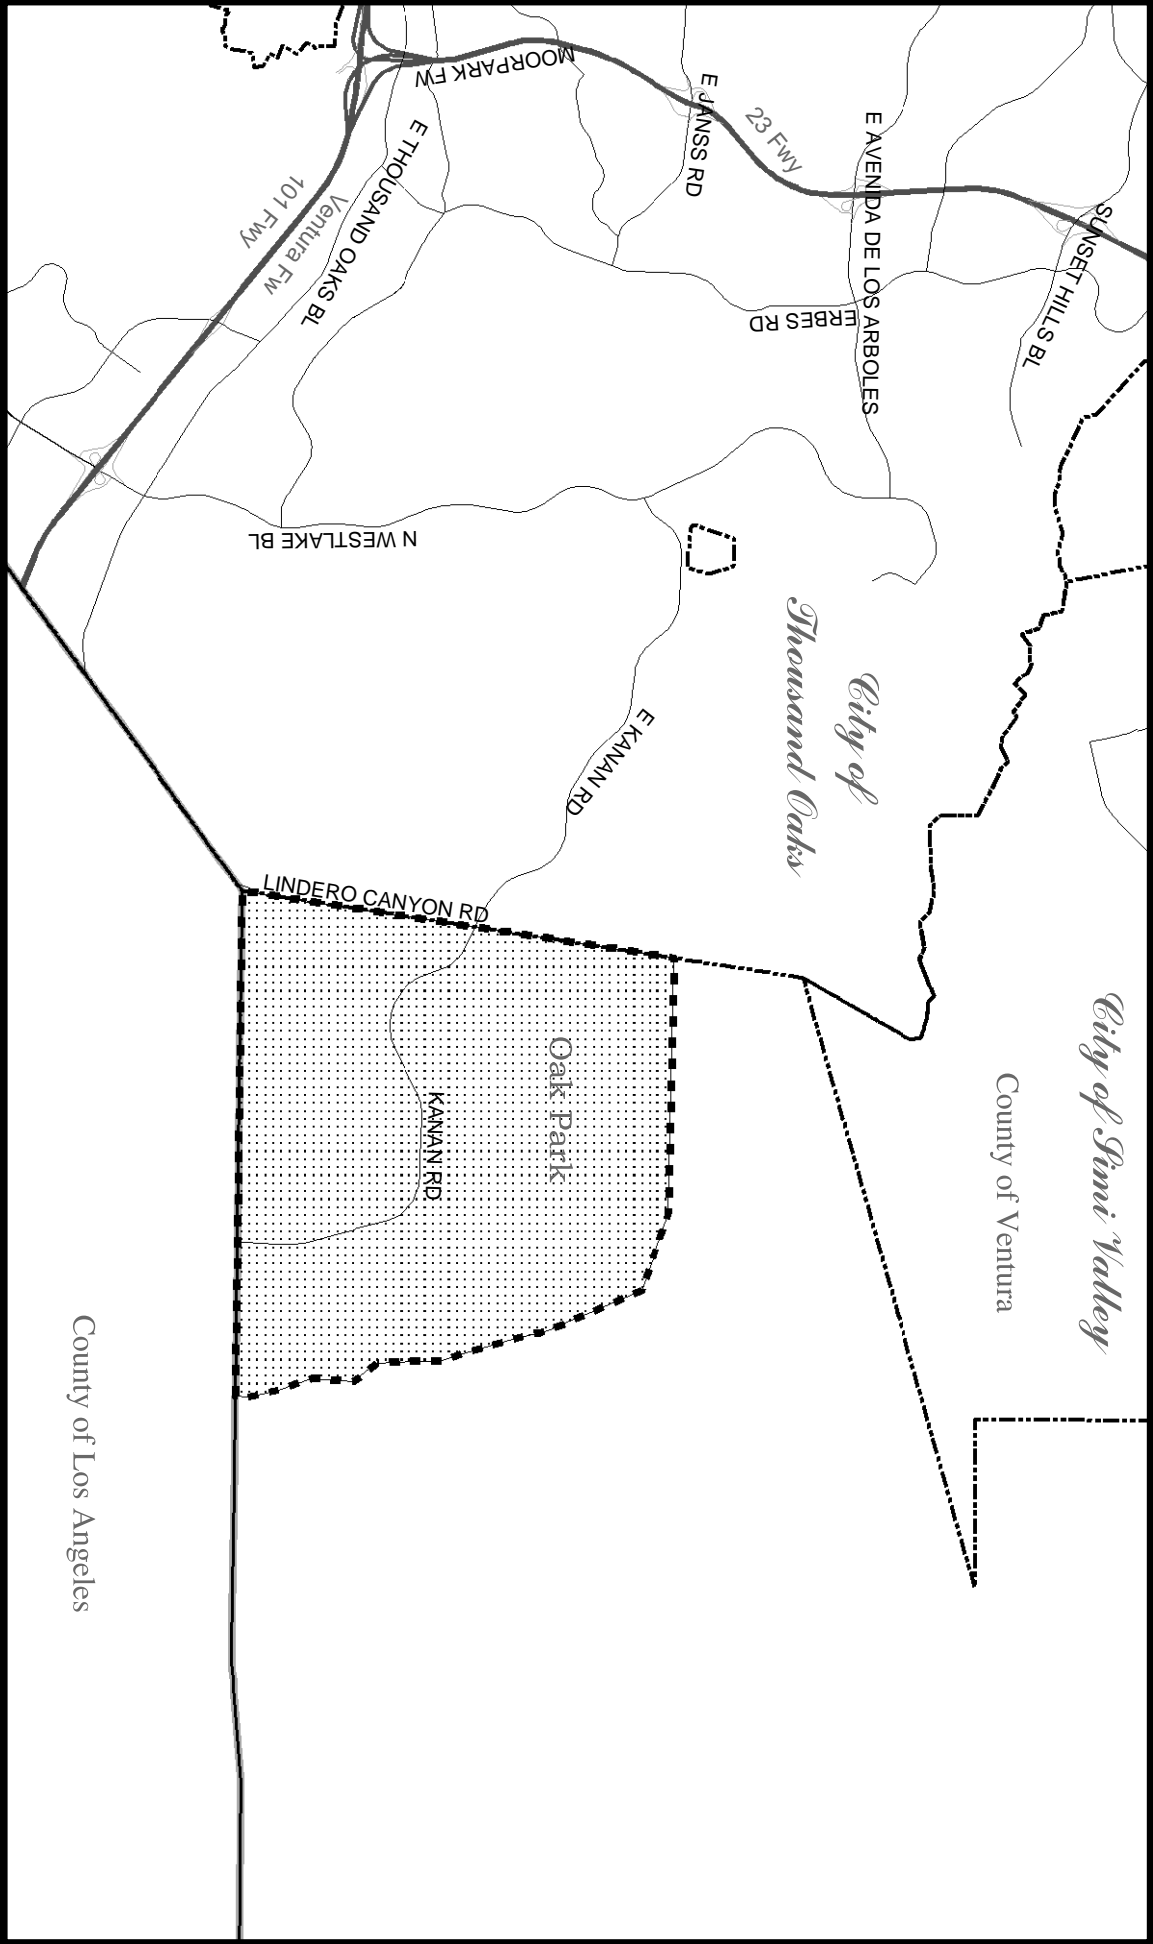 MOORPARK FW
E JANSS RD
23 Fwy
E AVENIDA DE LOS ARBOLES
SUNSET HILLS BL
E THOUSAND OAKS BL
101 Fwy
Ventura Fw
ERBES RD
N WESTLAKE BL
City of
Thousand Oaks
E KANAN RD
LINDERO CANYON RD
City of Simi Valley
County of Ventura
Oak Park
KANAN RD
County of Los Angeles